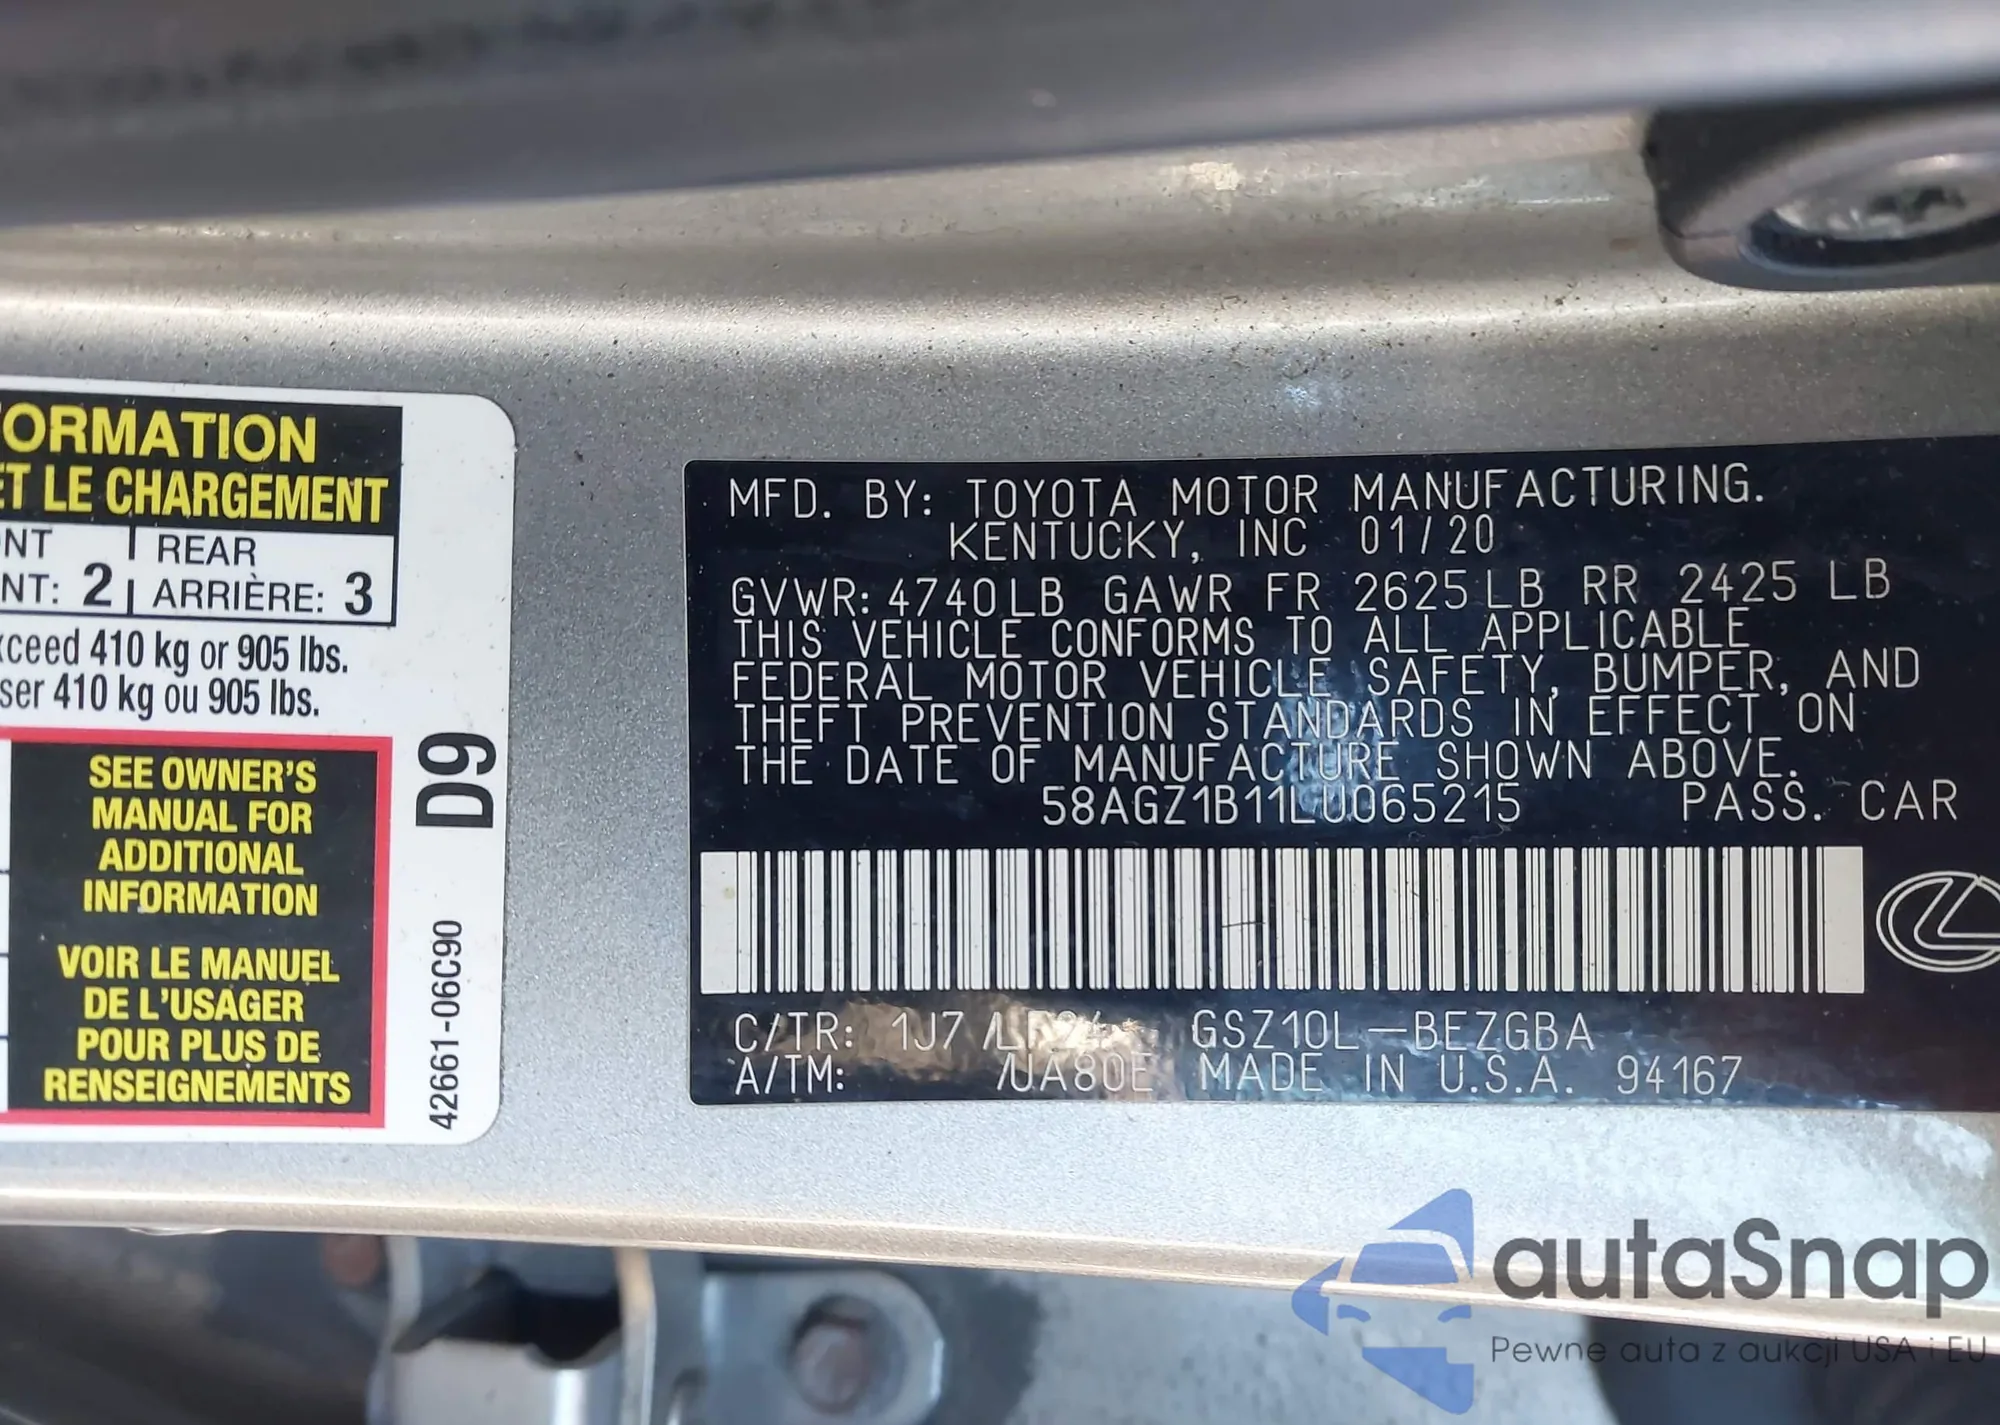 ORMATION
ET LE CHARGEMENT
NT | REAR
NT: 2 | ARRIÈRE: 3
ceed 410 kg or 905 lbs.
ser 410 kg ou 905 lbs.
SEE OWNER'S
MANUAL FOR
ADDITIONAL
INFORMATION
VOIR LE MANUEL
DE L'USAGER
POUR PLUS DE
RENSEIGNEMENTS
D9
42661-06C90
MFD. BY: TOYOTA MOTOR MANUFACTURING.
KENTUCKY, INC 01/20
GVWR: 4740LB GAWR FR 2625LB RR 2425 LB
THIS VEHICLE CONFORMS TO ALL APPLICABLE
FEDERAL MOTOR VEHICLE SAFETY, BUMPER, AND
THEFT PREVENTION STANDARDS IN EFFECT ON
THE DATE OF MANUFACTURE SHOWN ABOVE.
58AGZ1B11LU065215 PASS. CAR
C/TR: 1J7 GSZ10L-BEZGBA
A/TM: /UA80E MADE IN U.S.A. 94167
autaSnap
Pewne auta z aukcji USA i EU